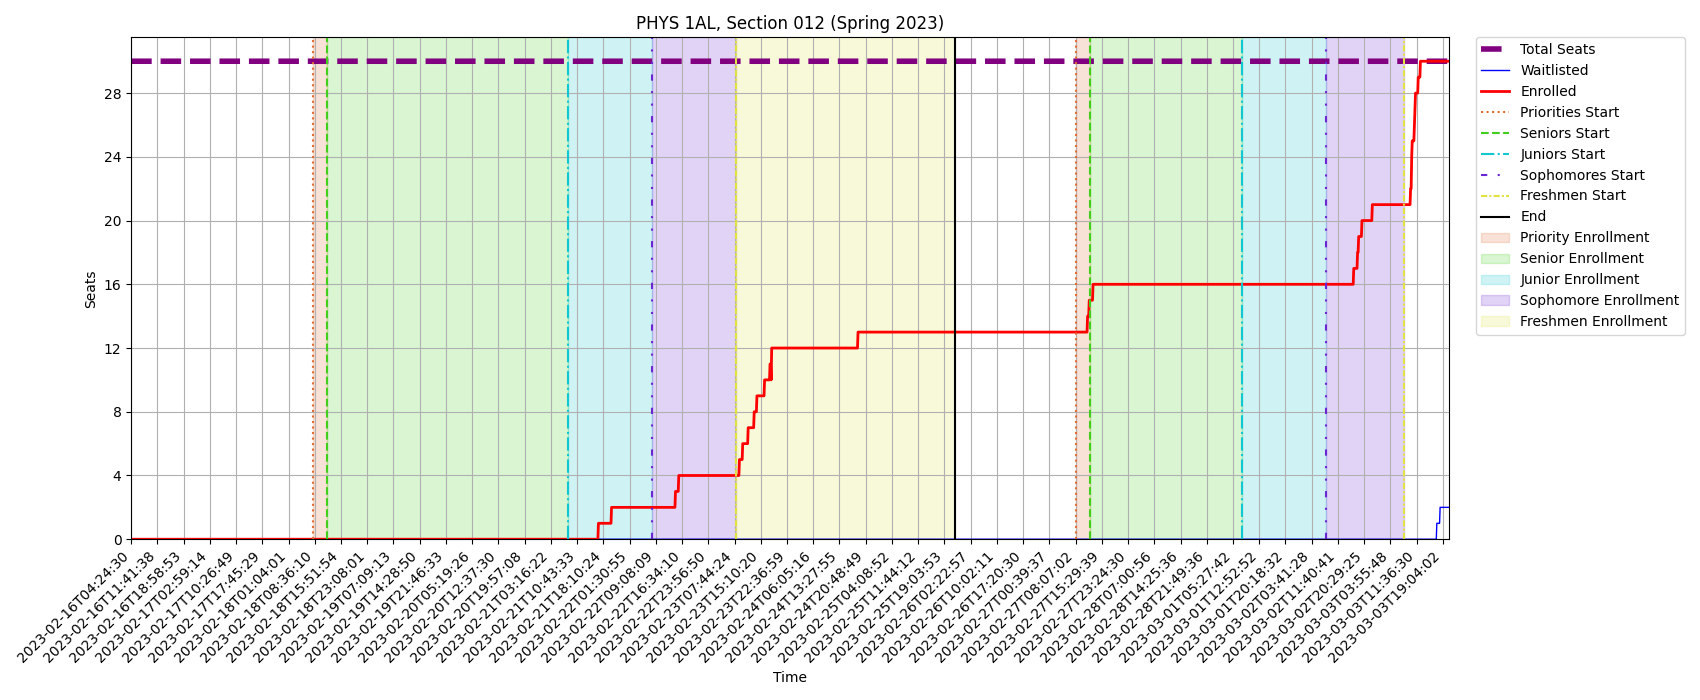 PHYS 1AL, Section 012 (Spring 2023)
Seats
28
24
20
16
12
8
4
0
2023-02-16T04:24:30
2023-02-16T11:41:38
2023-02-16T18:58:53
2023-02-17T02:59:14
2023-02-17T10:26:49
2023-02-17T17:45:29
2023-02-18T01:04:01
2023-02-18T08:36:10
2023-02-18T15:51:54
2023-02-18T23:08:01
2023-02-19T07:09:13
2023-02-19T14:28:50
2023-02-19T21:46:33
2023-02-20T05:19:26
2023-02-20T12:37:30
2023-02-20T19:57:08
2023-02-21T03:16:22
2023-02-21T10:43:33
2023-02-21T18:10:24
2023-02-22T01:30:55
2023-02-22T09:08:09
2023-02-22T16:34:10
2023-02-22T23:56:50
2023-02-23T07:44:24
2023-02-23T15:10:20
2023-02-23T22:36:59
2023-02-24T06:05:16
2023-02-24T13:27:55
2023-02-24T20:48:49
2023-02-25T04:08:52
2023-02-25T11:44:12
2023-02-25T19:03:53
2023-02-26T02:22:57
2023-02-26T10:02:11
2023-02-26T17:20:30
2023-02-27T00:39:37
2023-02-27T08:07:02
2023-02-27T15:29:39
2023-02-27T23:24:30
2023-02-28T07:00:56
2023-02-28T14:25:36
2023-02-28T21:49:36
2023-03-01T05:27:42
2023-03-01T12:52:52
2023-03-01T20:18:32
2023-03-02T03:41:28
2023-03-02T11:40:41
2023-03-02T20:29:25
2023-03-03T03:55:48
2023-03-03T11:36:30
2023-03-03T19:04:02
Time
Total Seats
Waitlisted
Enrolled
Priorities Start
Seniors Start
Juniors Start
Sophomores Start
Freshmen Start
End
Priority Enrollment
Senior Enrollment
Junior Enrollment
Sophomore Enrollment
Freshmen Enrollment